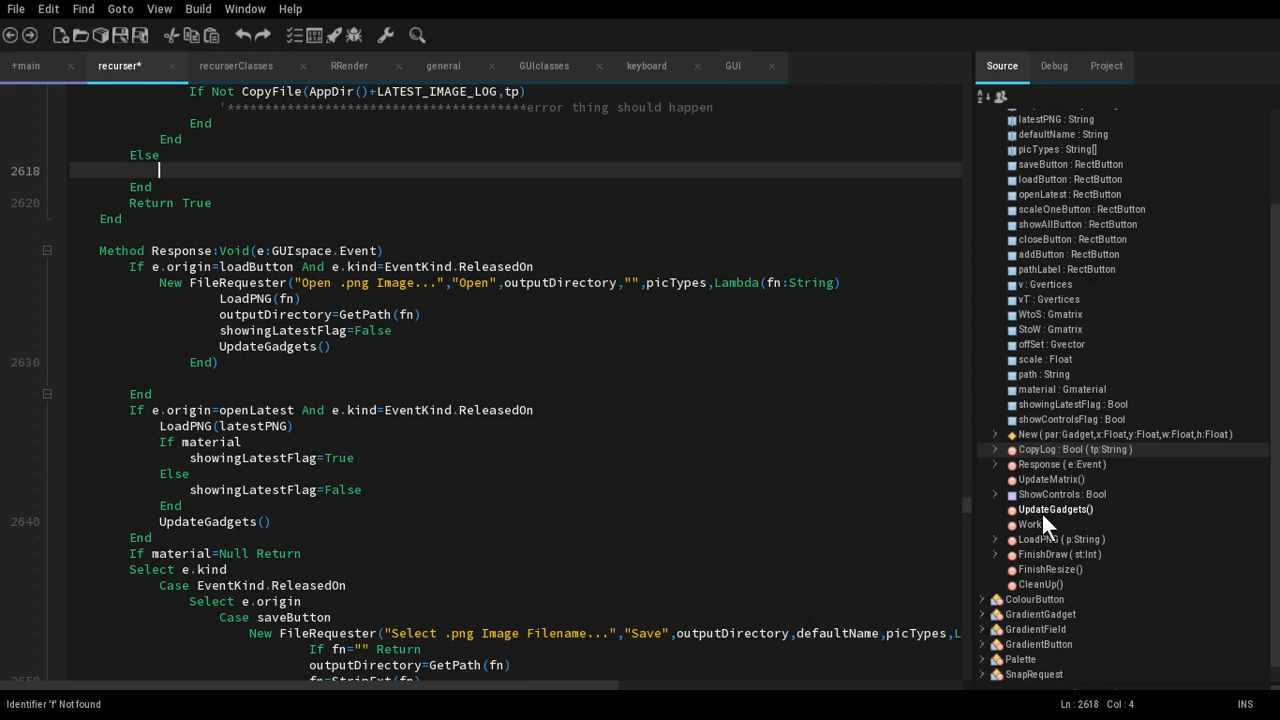 File Edit Find Goto View Build Window Help
+main recurser* recurserClasses RRender general GUIclasses keyboard GUI
Source Debug Project
If Not CopyFile(AppDir()+LATEST_IMAGE_LOG,tp)
'****************************************error thing should happen
End
End
Else
2618
End
2620 Return True
End
Method Response:Void(e:GUIspace.Event)
If e.origin=loadButton And e.kind=EventKind.ReleasedOn
New FileRequester("Open .png Image...","Open",outputDirectory,"",picTypes,Lambda(fn:String)
LoadPNG(fn)
outputDirectory=GetPath(fn)
showingLatestFlag=False
UpdateGadgets()
2630 End)
End
If e.origin=openLatest And e.kind=EventKind.ReleasedOn
LoadPNG(latestPNG)
If material
showingLatestFlag=True
Else
showingLatestFlag=False
End
2640 UpdateGadgets()
End
If material=Null Return
Select e.kind
Case EventKind.ReleasedOn
Select e.origin
Case saveButton
New FileRequester("Select .png Image Filename...","Save",outputDirectory,defaultName,picTypes,L
If fn="" Return
outputDirectory=GetPath(fn)
fn=StripExt(fn)
latestPNG : String
defaultName : String
picTypes : String[]
saveButton : RectButton
loadButton : RectButton
openLatest : RectButton
scaleOneButton : RectButton
showAllButton : RectButton
closeButton : RectButton
addButton : RectButton
pathLabel : RectButton
v : Gvertices
vT : Gvertices
WtoS : Gmatrix
StoW : Gmatrix
offSet : Gvector
scale : Float
path : String
material : Gmaterial
showingLatestFlag : Bool
showControlsFlag : Bool
New ( par:Gadget,x:Float,y:Float,w:Float,h:Float )
CopyLog : Bool ( tp:String )
Response ( e:Event )
UpdateMatrix()
ShowControls : Bool
UpdateGadgets()
Work
LoadPNG ( p:String )
FinishDraw ( st:Int )
FinishResize()
CleanUp()
ColourButton
GradientGadget
GradientField
GradientButton
Palette
SnapRequest
Identifier 'f' Not found Ln : 2618 Col : 4 INS